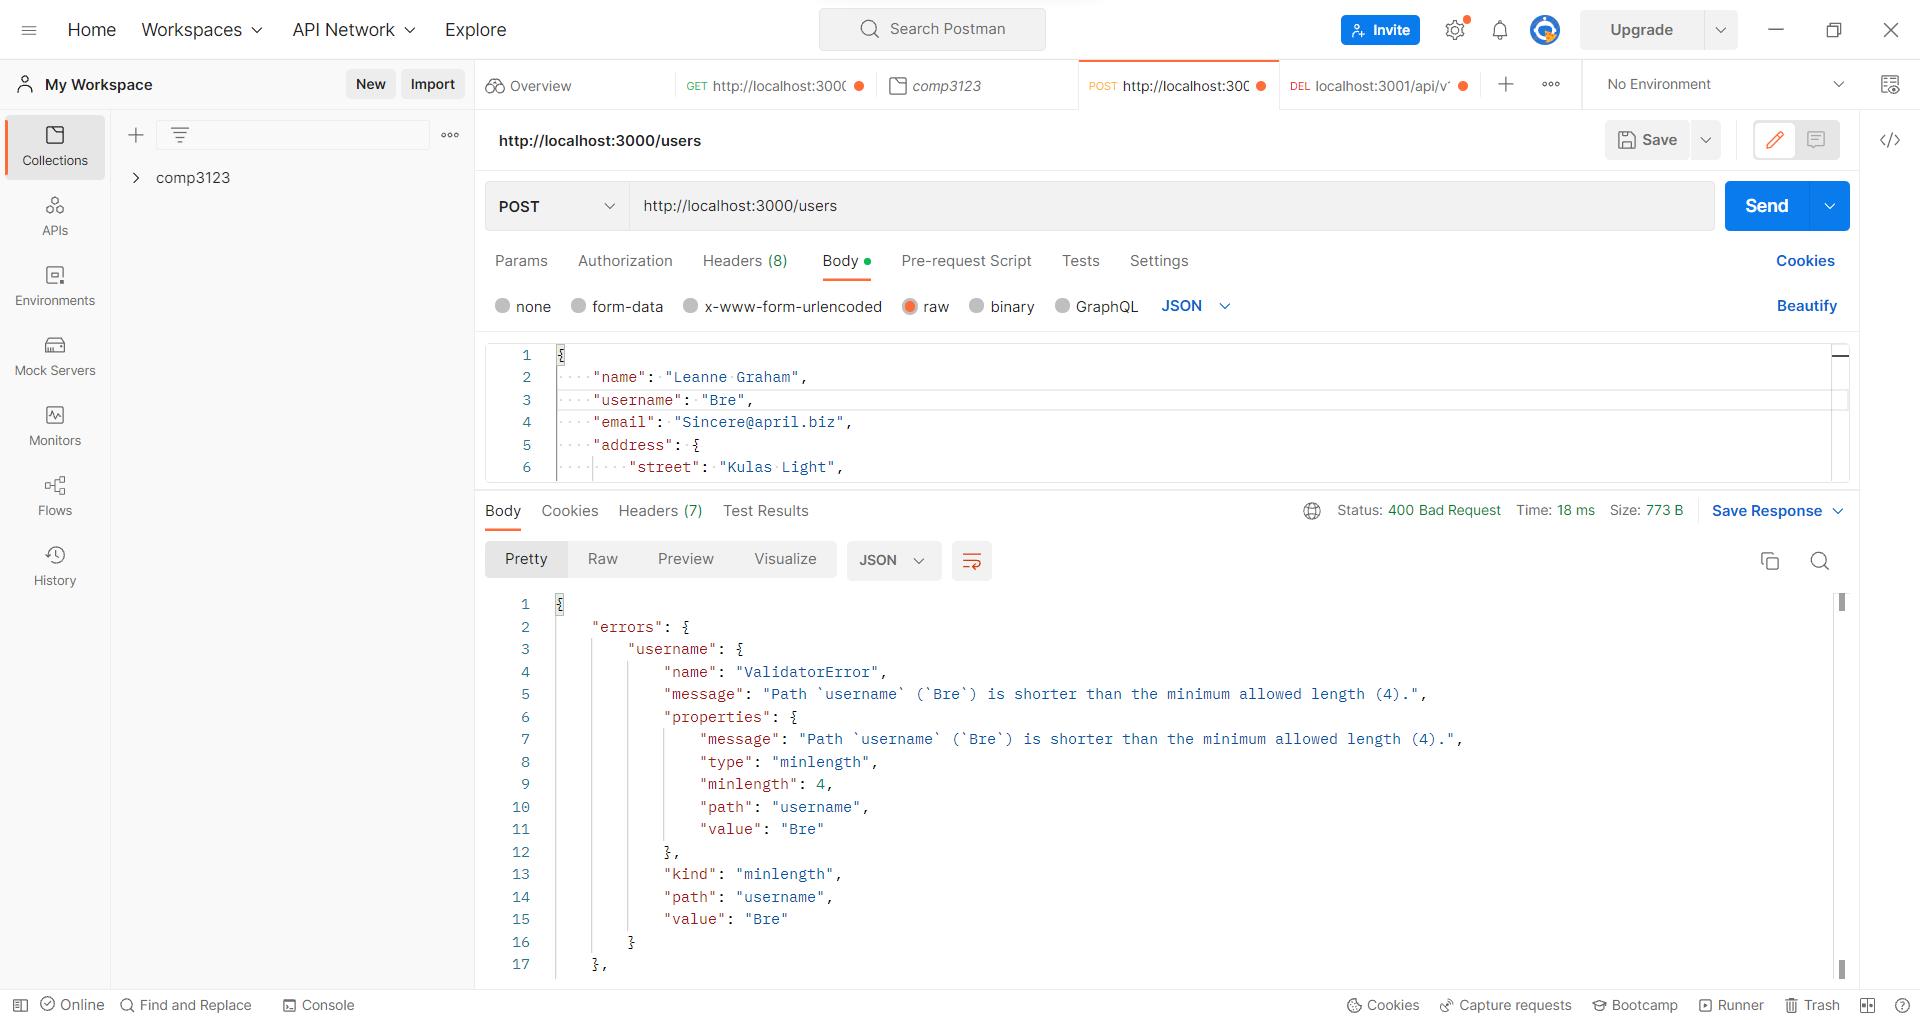 Home Workspaces API Network Explore Search Postman Invite Upgrade
My Workspace New Import Overview GET http://localhost:300( comp3123 POST http://localhost:30( DEL localhost:3001/api/v1 No Environment
Collections
APIs
Environments
Mock Servers
Monitors
Flows
History
comp3123
http://localhost:3000/users Save
POST http://localhost:3000/users Send
Params Authorization Headers (8) Body Pre-request Script Tests Settings Cookies
none form-data x-www-form-urlencoded raw binary GraphQL JSON Beautify
1 {
2 "name": "Leanne Graham",
3 "username": "Bre",
4 "email": "Sincere@april.biz",
5 "address": {
6 "street": "Kulas Light",
Body Cookies Headers (7) Test Results Status: 400 Bad Request Time: 18 ms Size: 773 B Save Response
Pretty Raw Preview Visualize JSON
1 {
2 "errors": {
3 "username": {
4 "name": "ValidatorError",
5 "message": "Path `username` (`Bre`) is shorter than the minimum allowed length (4).",
6 "properties": {
7 "message": "Path `username` (`Bre`) is shorter than the minimum allowed length (4).",
8 "type": "minlength",
9 "minlength": 4,
10 "path": "username",
11 "value": "Bre"
12 },
13 "kind": "minlength",
14 "path": "username",
15 "value": "Bre"
16 }
17 },
Online Find and Replace Console Cookies Capture requests Bootcamp Runner Trash